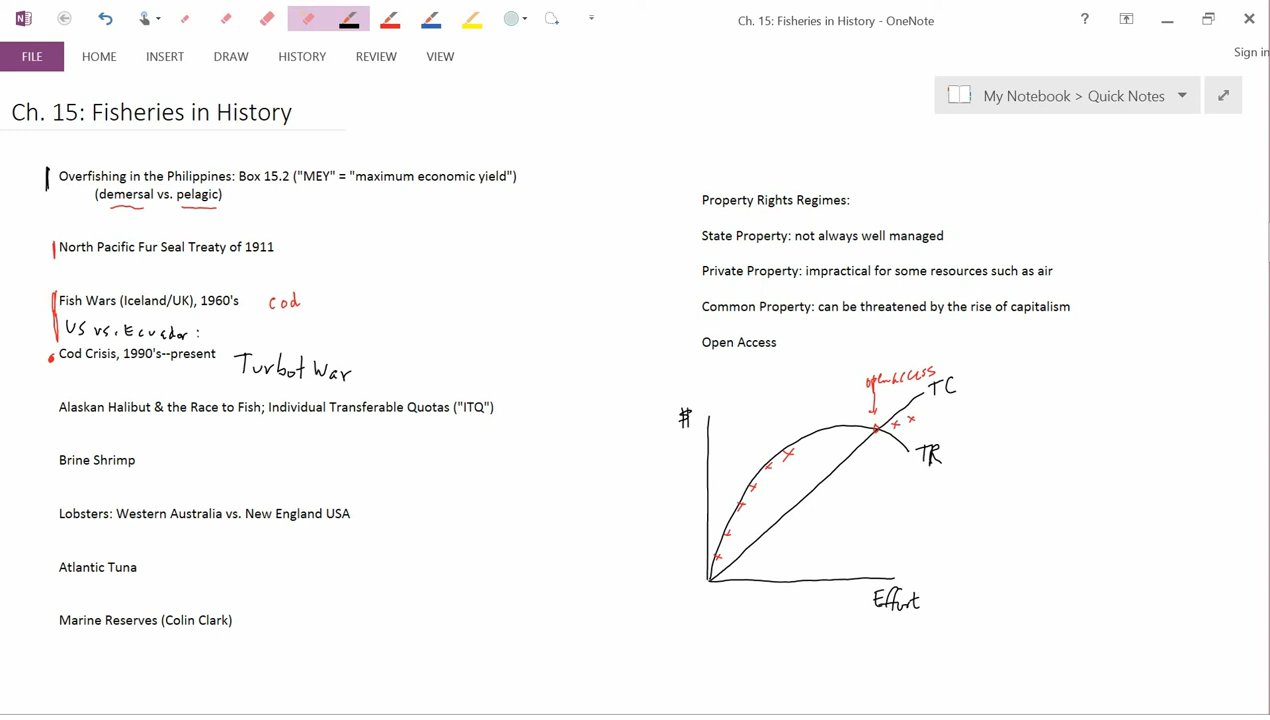 Ch. 15: Fisheries in History - OneNote
?
FILE
HOME
INSERT
DRAW
HISTORY
REVIEW
VIEW
Sign in
My Notebook > Quick Notes
Ch. 15: Fisheries in History
Overfishing in the Philippines: Box 15.2 ("MEY" = "maximum economic yield")
(demersal vs. pelagic)
North Pacific Fur Seal Treaty of 1911
Fish Wars (Iceland/UK), 1960's cod
US vs. Ecuador :
Cod Crisis, 1990's--present Turbot War
Alaskan Halibut & the Race to Fish; Individual Transferable Quotas ("ITQ")
Brine Shrimp
Lobsters: Western Australia vs. New England USA
Atlantic Tuna
Marine Reserves (Colin Clark)
Property Rights Regimes:
State Property: not always well managed
Private Property: impractical for some resources such as air
Common Property: can be threatened by the rise of capitalism
Open Access
open access
TC
$
TR
Effort